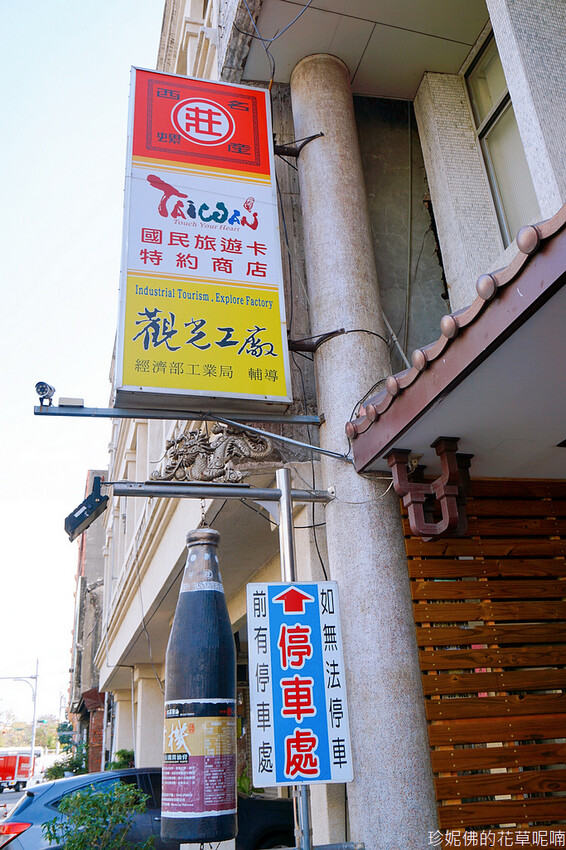 西螺
名產
莊
TAIWAN
Touch Your Heart
國民旅遊卡
特約商店
Industrial Tourism , Explore Factory
觀光工廠
經濟部工業局 輔導
如無法停車
停車處
前有停車處
珍妮佛的花草呢喃